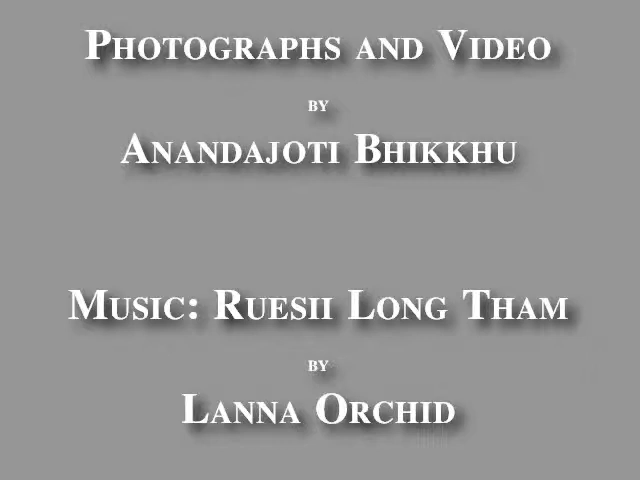 Photographs and Video
by
Anandajoti Bhikkhu
Music: Ruesii Long Tham
by
Lanna Orchid